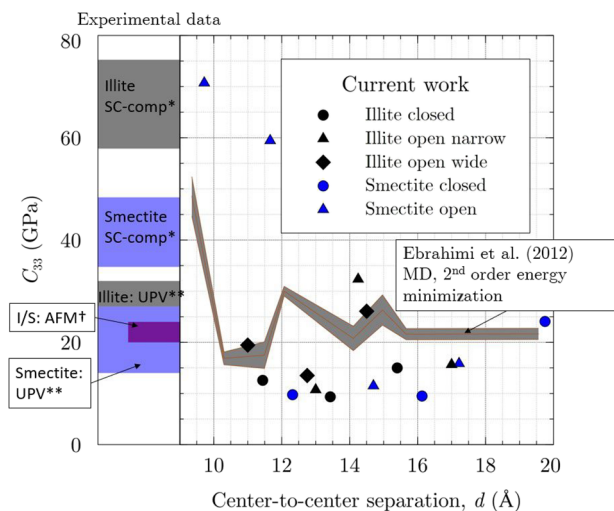 Experimental data
80
60
40
20
0
C33 (GPa)
Illite
SC-comp*
Smectite
SC-comp*
Illite: UPV**
I/S: AFM†
Smectite:
UPV**
Current work
Illite closed
Illite open narrow
Illite open wide
Smectite closed
Smectite open
Ebrahimi et al. (2012)
MD, 2nd order energy
minimization
10 12 14 16 18 20
Center-to-center separation, d (Å)